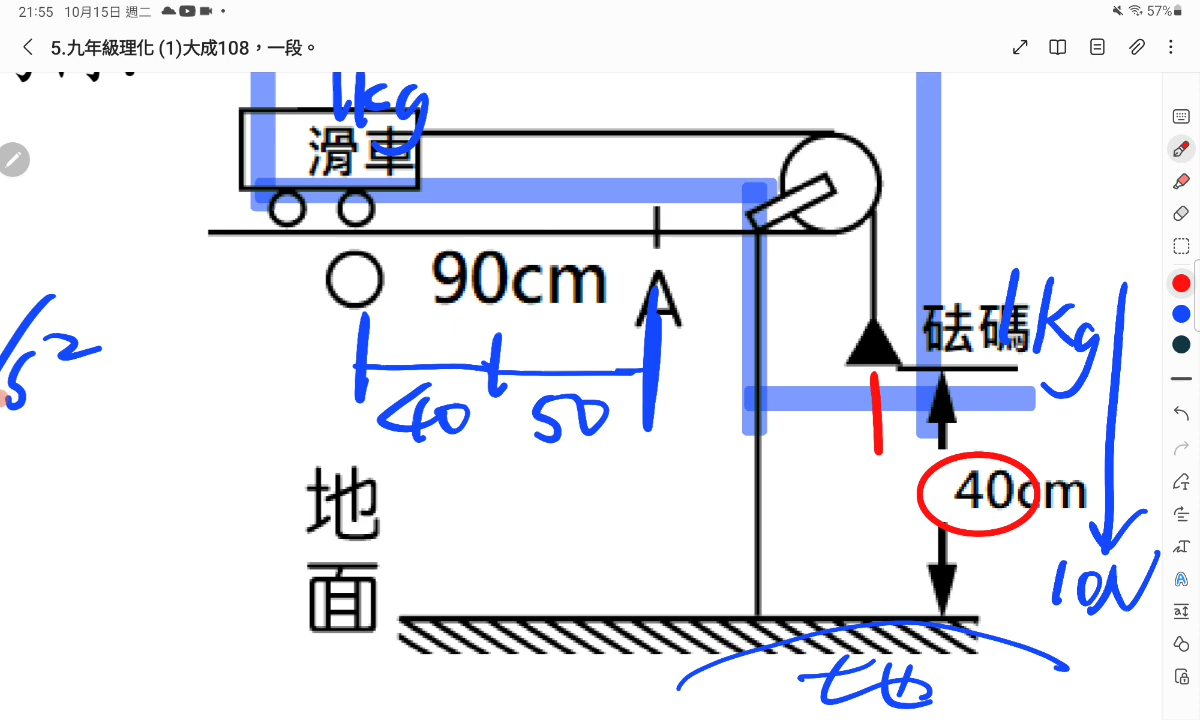 21:55 10月15日 週二 57%
5.九年級理化 (1)大成108，一段。
1kg
滑車
90cm
A
砝碼 1kg
s²
40 50
40cm
10N
地
面
地